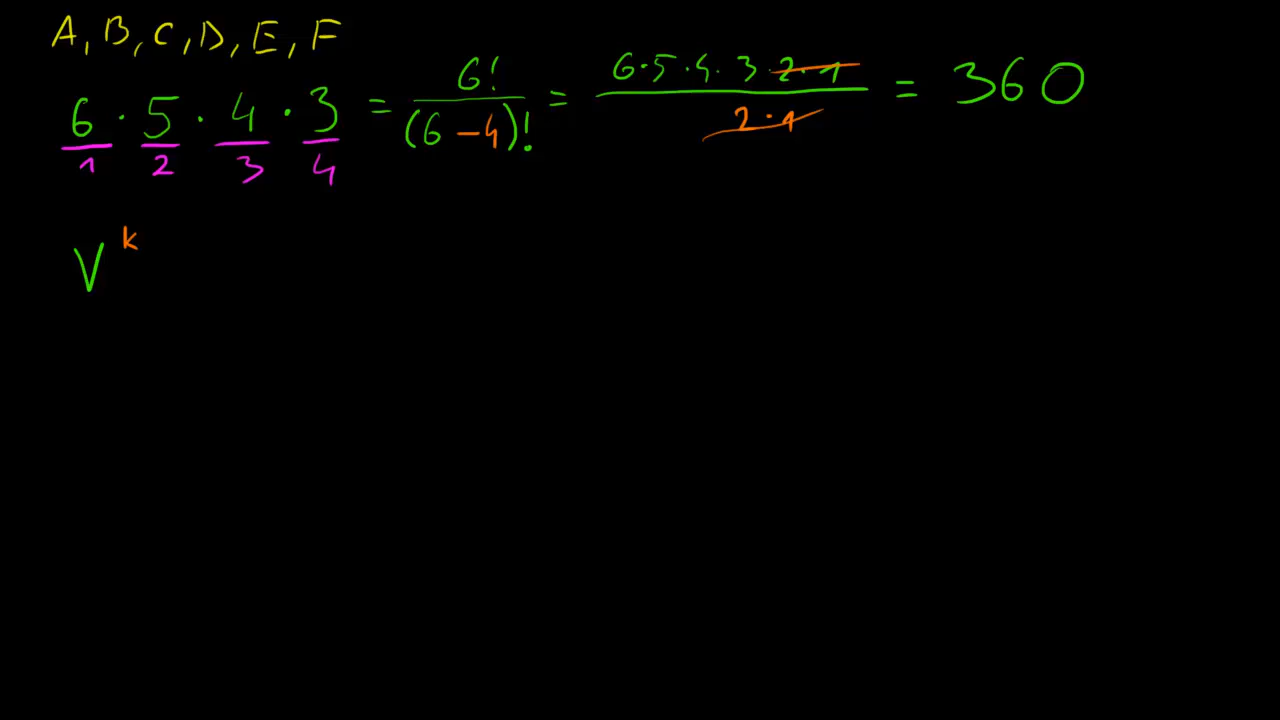 A, B, C, D, E, F
6 · 5 · 4 · 3 = 6! / (6 - 4)! = 6 · 5 · 4 · 3 · 2 · 1 / 2 · 1 = 360
1 2 3 4
V^k